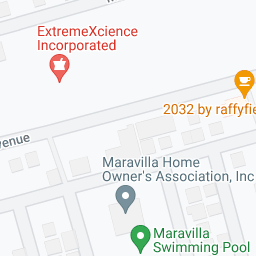 ExtremeXcience
Incorporated
2032 by raffyfie
venue
Maravilla Home
Owner's Association, Inc
Maravilla
Swimming Pool